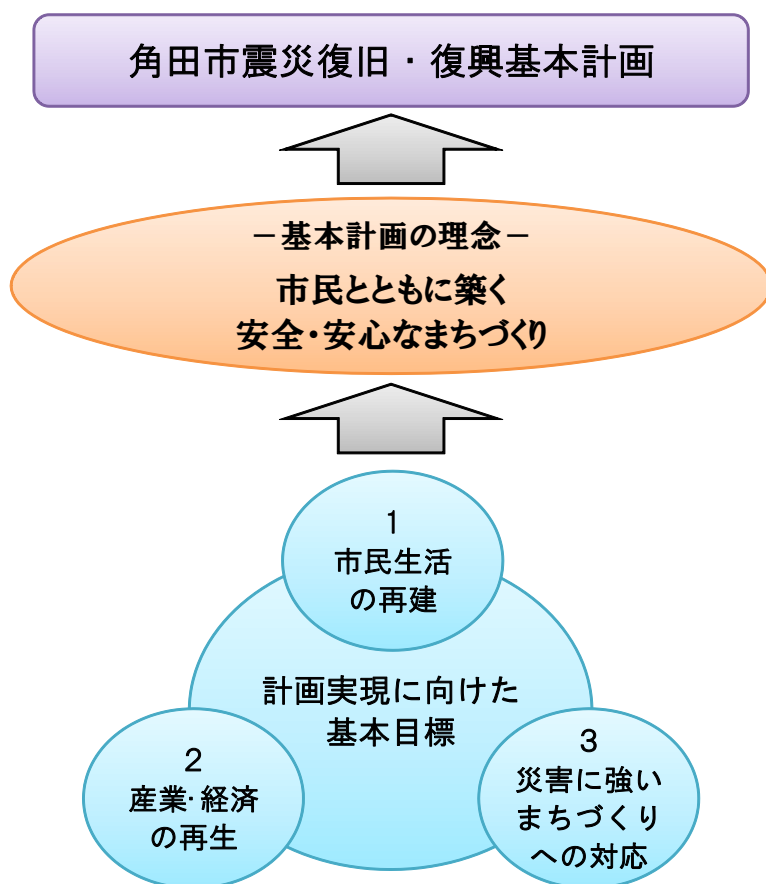 角田市震災復旧・復興基本計画
－基本計画の理念－
市民とともに築く
安全・安心なまちづくり
1
市民生活
の再建
計画実現に向けた
基本目標
2
産業・経済
の再生
3
災害に強い
まちづくり
への対応